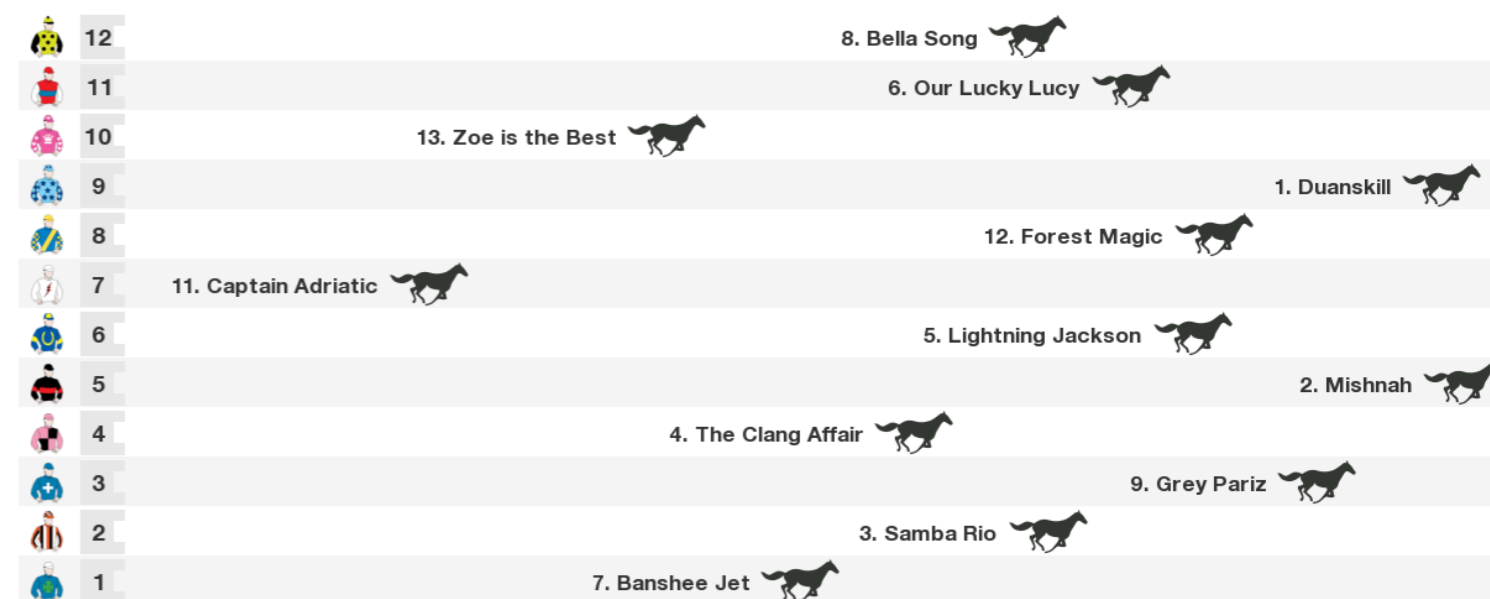 12 8. Bella Song
11 6. Our Lucky Lucy
10 13. Zoe is the Best
9 1. Duanskill
8 12. Forest Magic
7 11. Captain Adriatic
6 5. Lightning Jackson
5 2. Mishnah
4 4. The Clang Affair
3 9. Grey Pariz
2 3. Samba Rio
1 7. Banshee Jet